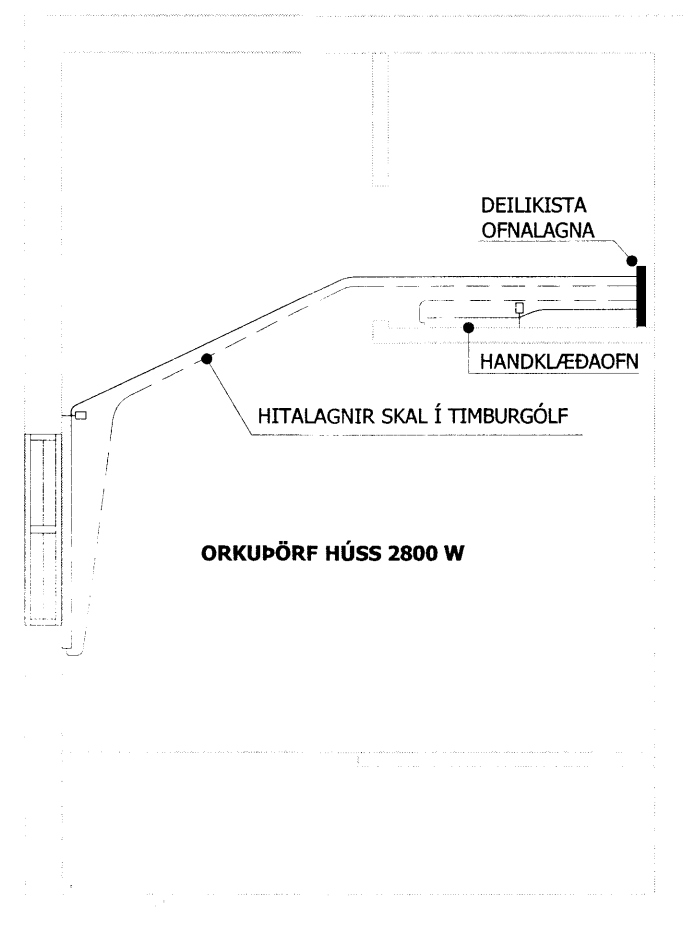 DEILIKISTA
OFNALAGNA
HANDKLÆÐAOFN
HITALAGNIR SKAL Í TIMBURGÓLF
ORKUÞÖRF HÚSS 2800 W